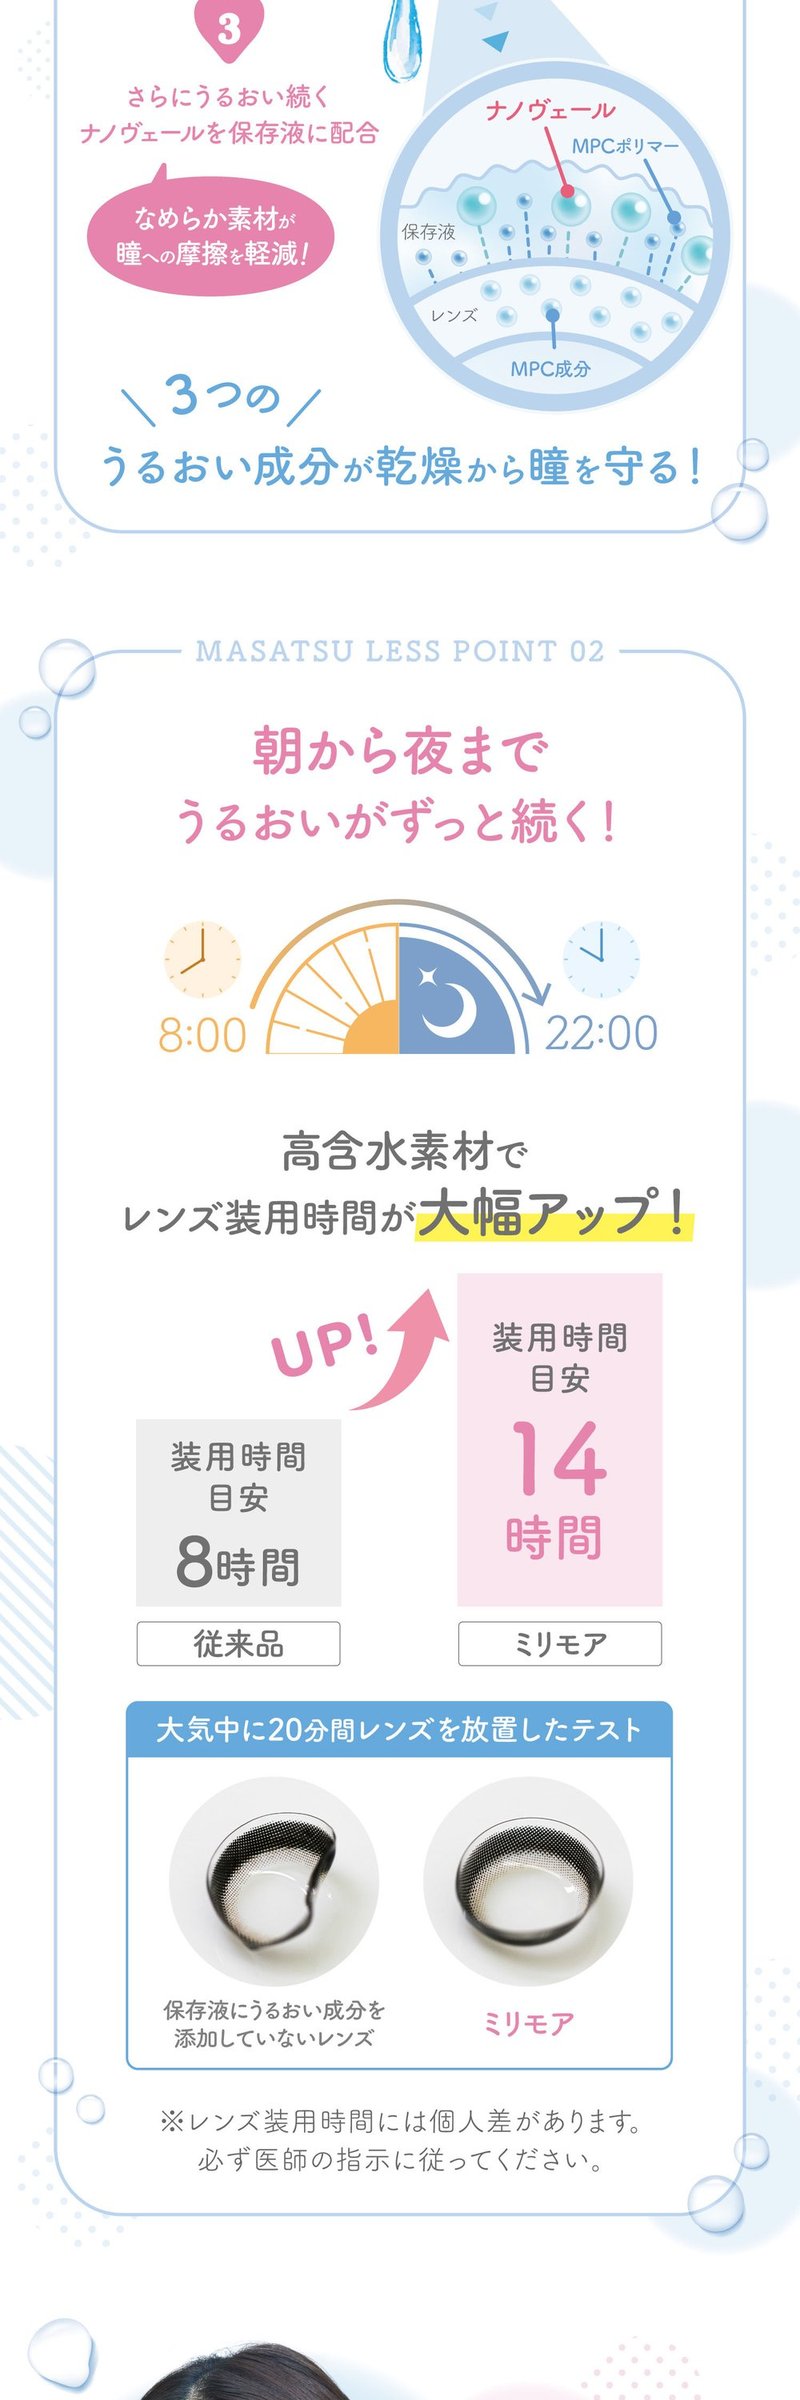 3
さらにうるおい続く
ナノヴェールを保存液に配合
なめらか素材が
瞳への摩擦を軽減!
ナノヴェール
MPCポリマー
保存液
レンズ
MPC成分
3つの
うるおい成分が乾燥から瞳を守る!
MASATSU LESS POINT 02
朝から夜まで
うるおいがずっと続く!
8:00
22:00
高含水素材で
レンズ装用時間が大幅アップ!
UP!
装用時間
目安
14
時間
装用時間
目安
8時間
従来品
ミリモア
大気中に20分間レンズを放置したテスト
保存液にうるおい成分を
添加していないレンズ
ミリモア
※レンズ装用時間には個人差があります。
必ず医師の指示に従ってください。